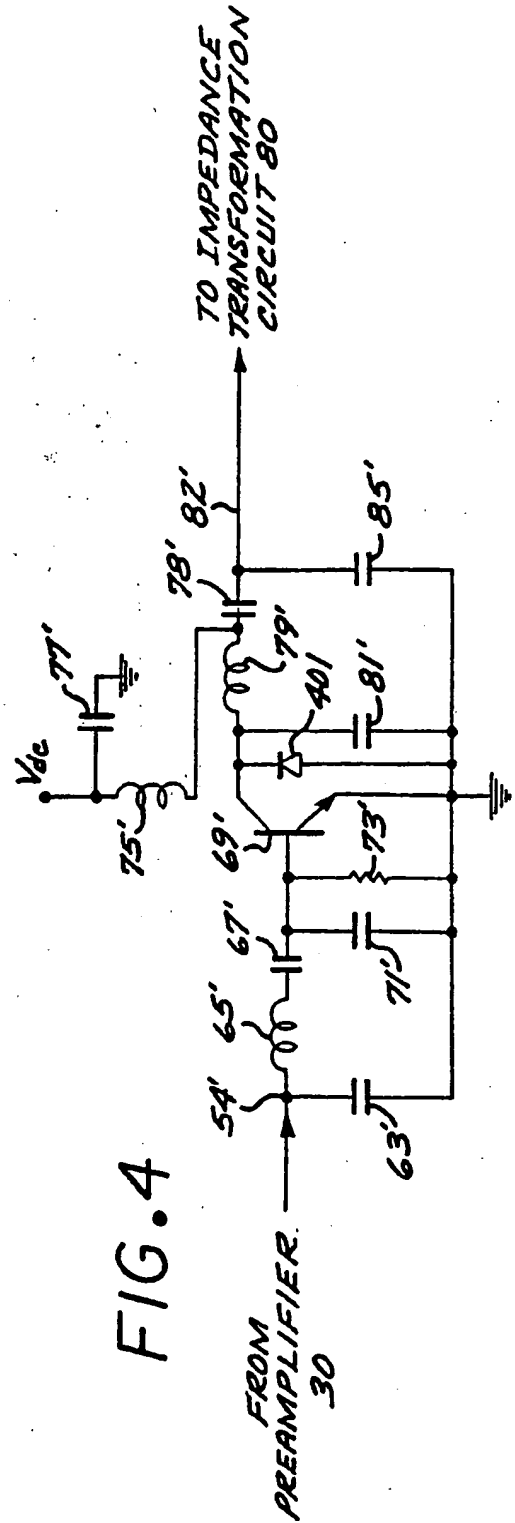 FIG.4
FROM
PREAMPLIFIER.
30
54'
63'
65'
67'
71'
73'
69'
75'
Vdc
77'
401
81'
79'
78'
85'
82'
TO IMPEDANCE
TRANSFORMATION
CIRCUIT 80